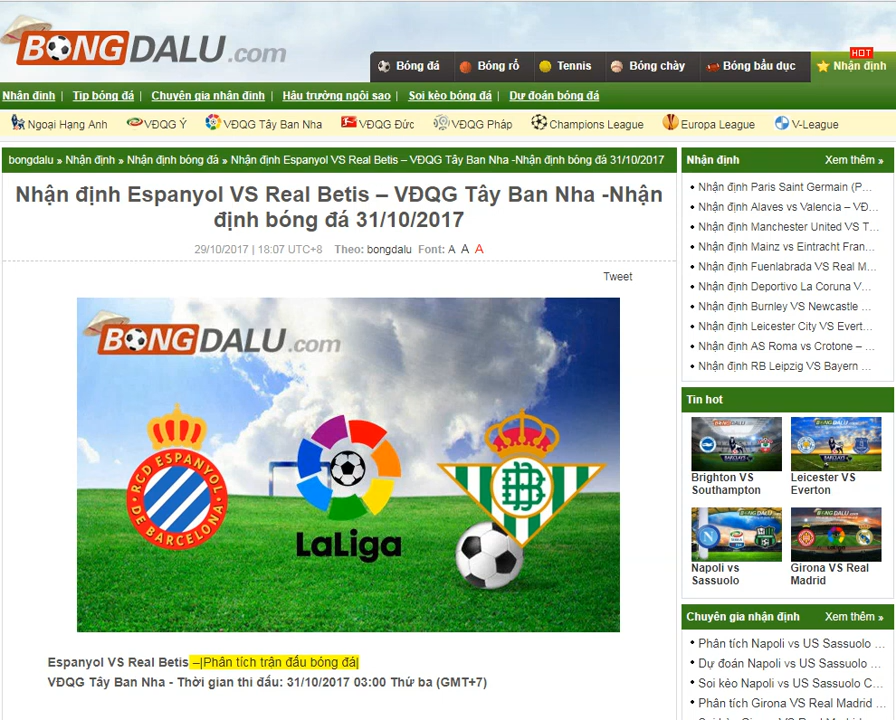 BONGDALU.com
Bóng đá
Bóng rổ
Tennis
Bóng chày
Bóng bầu dục
HOT
Nhận định
Nhận định | Tip bóng đá | Chuyên gia nhận định | Hậu trường ngôi sao | Soi kèo bóng đá | Dự đoán bóng đá
Ngoại Hạng Anh
VĐQG Ý
VĐQG Tây Ban Nha
VĐQG Đức
VĐQG Pháp
Champions League
Europa League
V-League
bongdalu » Nhận định » Nhận định bóng đá » Nhận định Espanyol VS Real Betis – VĐQG Tây Ban Nha -Nhận định bóng đá 31/10/2017
Nhận định Espanyol VS Real Betis – VĐQG Tây Ban Nha -Nhận
định bóng đá 31/10/2017
29/10/2017 | 18:07 UTC+8 Theo: bongdalu Font: A A A
Tweet
BONGDALU.com
RCD ESPANYOL
DE BARCELONA
LaLiga
Espanyol VS Real Betis –|Phân tích trận đấu bóng đá|
VĐQG Tây Ban Nha - Thời gian thi đấu: 31/10/2017 03:00 Thứ ba (GMT+7)
Nhận định
Xem thêm »
Nhận định Paris Saint Germain (P...
Nhận định Alaves vs Valencia – VĐ...
Nhận định Manchester United VS T...
Nhận định Mainz vs Eintracht Fran...
Nhận định Fuenlabrada VS Real M...
Nhận định Deportivo La Coruna V...
Nhận định Burnley VS Newcastle ...
Nhận định Leicester City VS Evert...
Nhận định AS Roma vs Crotone – ...
Nhận định RB Leipzig VS Bayern ...
Tin hot
Brighton VS
Southampton
Leicester VS
Everton
Napoli vs
Sassuolo
Girona VS Real
Madrid
Chuyên gia nhận định
Xem thêm »
Phân tích Napoli vs US Sassuolo ...
Dự đoán Napoli vs US Sassuolo ...
Soi kèo Napoli vs US Sassuolo C...
Phân tích Girona VS Real Madrid ...